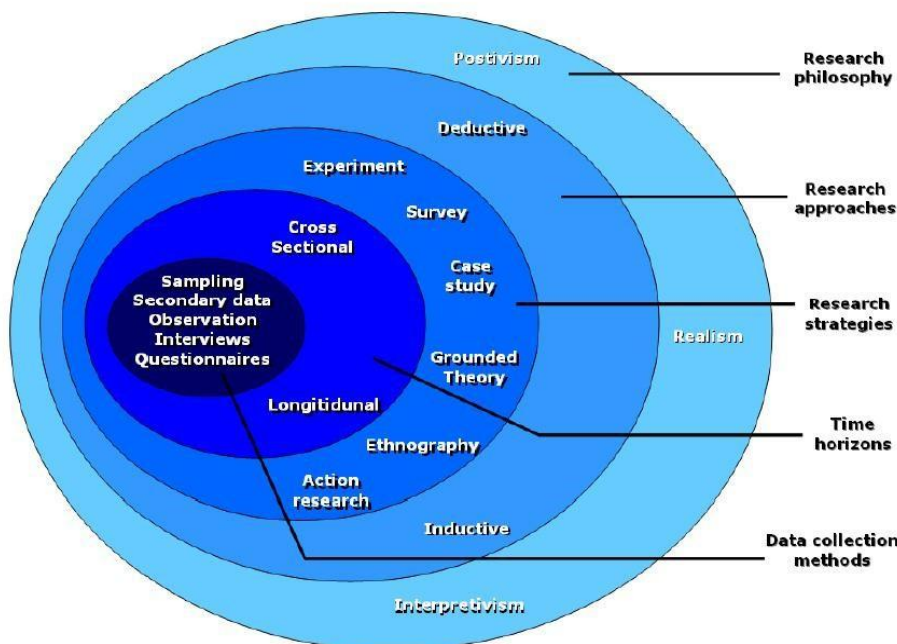 Postivism
Research
philosophy
Deductive
Experiment
Research
approaches
Survey
Cross
Sectional
Case
study
Sampling
Secondary data
Observation
Interviews
Questionnaires
Research
strategies
Realism
Grounded
Theory
Longitidunal
Time
horizons
Ethnography
Action
research
Inductive
Data collection
methods
Interpretivism